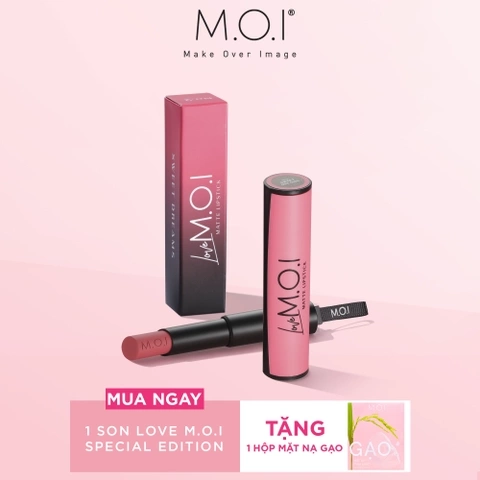 M.O.I®
Make Over Image
SWEET DREAMS
Love M.O.I
MATTE LIPSTICK
Love M.O.I
MATTE LIPSTICK
M.O.I
M.O.I
MUA NGAY
1 SON LOVE M.O.I
SPECIAL EDITION
TẶNG
1 HỘP MẶT NẠ GẠO
GẠO